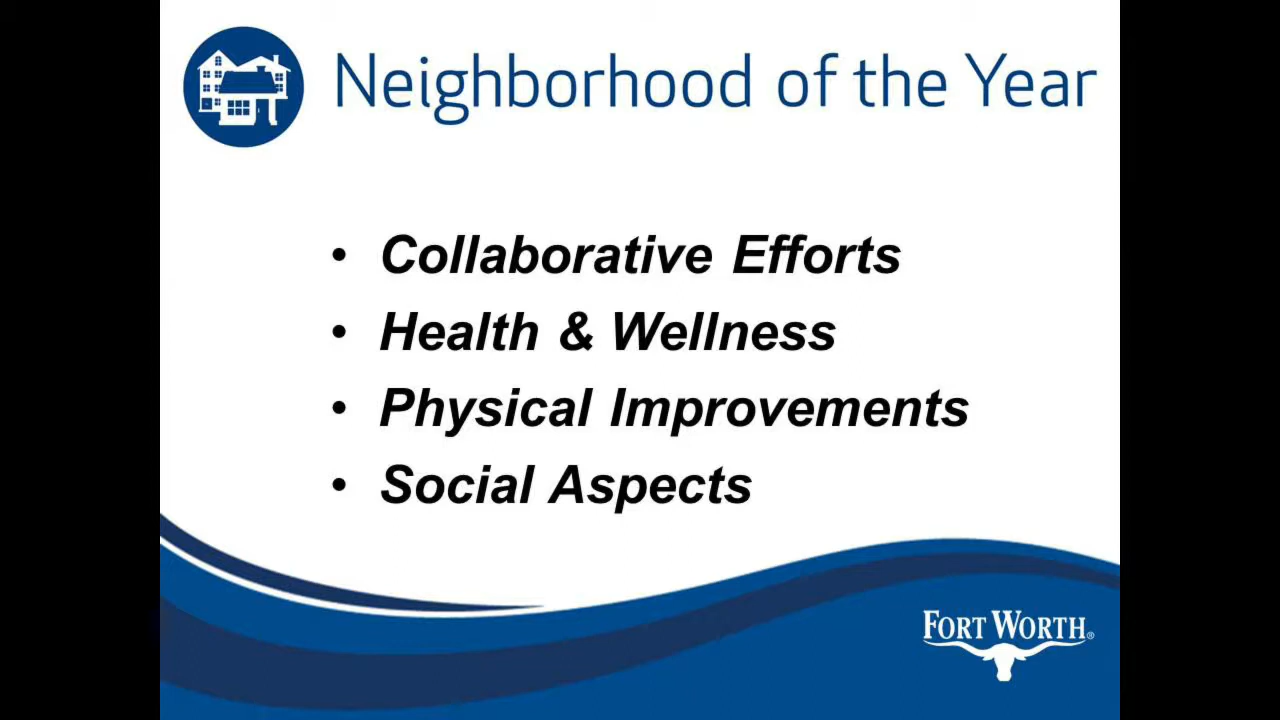 Neighborhood of the Year
• Collaborative Efforts
• Health & Wellness
• Physical Improvements
• Social Aspects
FORT WORTH®